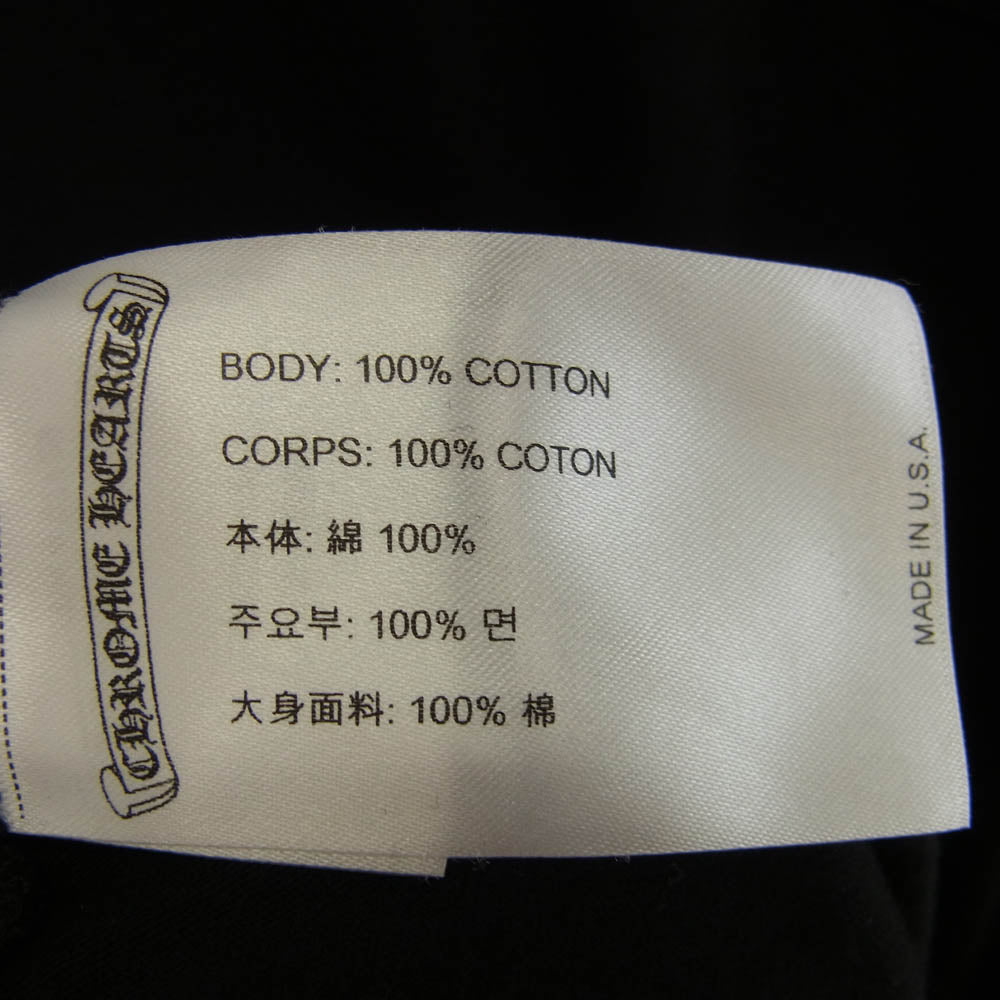 CHROME HEARTS
BODY: 100% COTTON
CORPS: 100% COTON
本体: 綿 100%
주요부: 100% 면
大身面料: 100% 棉
MADE IN U.S.A.